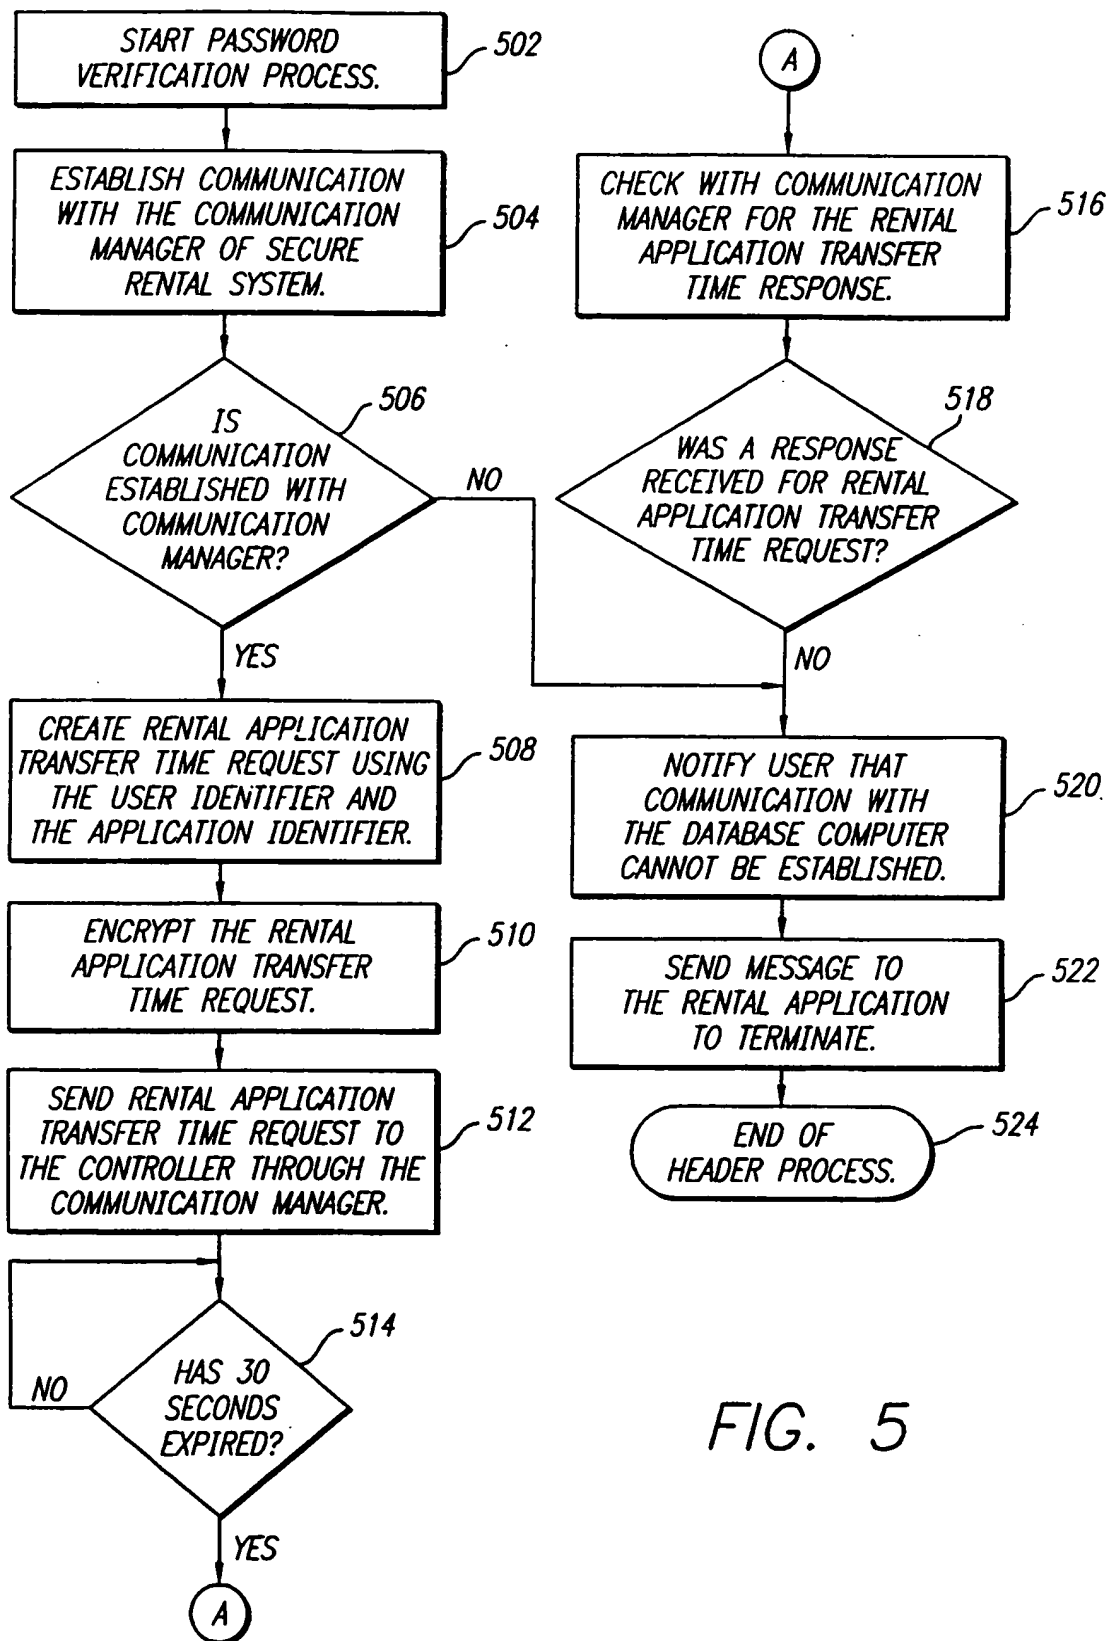 START PASSWORD
VERIFICATION PROCESS.
502
ESTABLISH COMMUNICATION
WITH THE COMMUNICATION
MANAGER OF SECURE
RENTAL SYSTEM.
504
IS
COMMUNICATION
ESTABLISHED WITH
COMMUNICATION
MANAGER?
506
NO
YES
CREATE RENTAL APPLICATION
TRANSFER TIME REQUEST USING
THE USER IDENTIFIER AND
THE APPLICATION IDENTIFIER.
508
ENCRYPT THE RENTAL
APPLICATION TRANSFER
TIME REQUEST.
510
SEND RENTAL APPLICATION
TRANSFER TIME REQUEST TO
THE CONTROLLER THROUGH THE
COMMUNICATION MANAGER.
512
HAS 30
SECONDS
EXPIRED?
514
NO
YES
A
A
CHECK WITH COMMUNICATION
MANAGER FOR THE RENTAL
APPLICATION TRANSFER
TIME RESPONSE.
516
WAS A RESPONSE
RECEIVED FOR RENTAL
APPLICATION TRANSFER
TIME REQUEST?
518
NO
NOTIFY USER THAT
COMMUNICATION WITH
THE DATABASE COMPUTER
CANNOT BE ESTABLISHED.
520
SEND MESSAGE TO
THE RENTAL APPLICATION
TO TERMINATE.
522
END OF
HEADER PROCESS.
524
FIG. 5